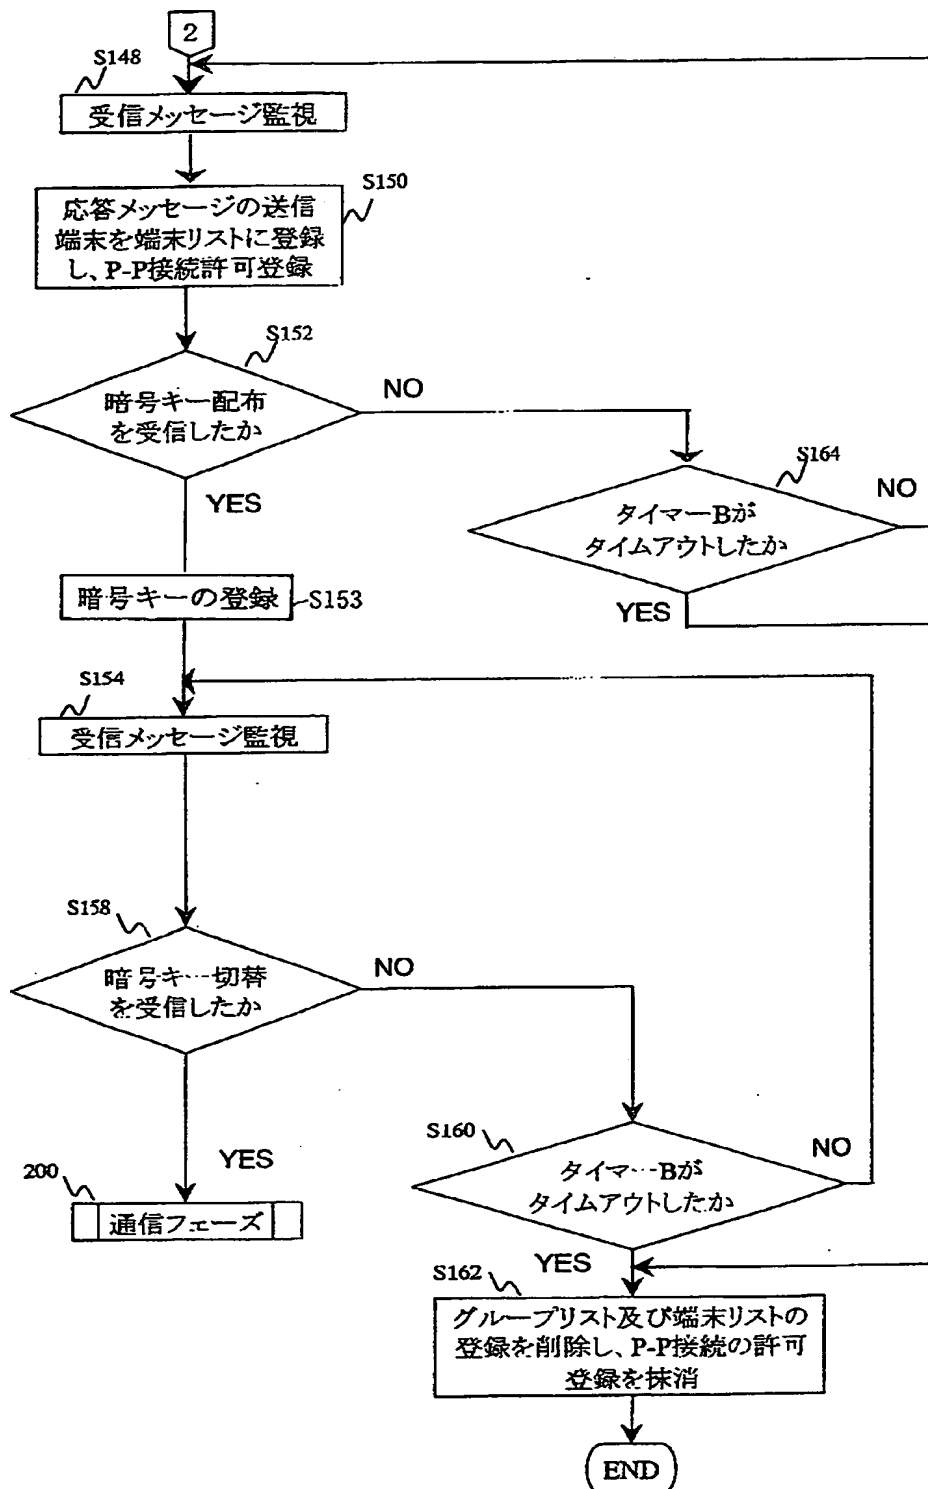 2
S148
受信メッセージ監視
S150
応答メッセージの送信
端末を端末リストに登録
し、P-P接続許可登録
S152
暗号キー配布
を受信したか
NO
YES
S164
タイマーBが
タイムアウトしたか
NO
YES
暗号キーの登録
S153
S154
受信メッセージ監視
S158
暗号キー切替
を受信したか
NO
YES
200
通信フェーズ
S160
タイマーBが
タイムアウトしたか
NO
YES
S162
グループリスト及び端末リストの
登録を削除し、P-P接続の許可
登録を抹消
END